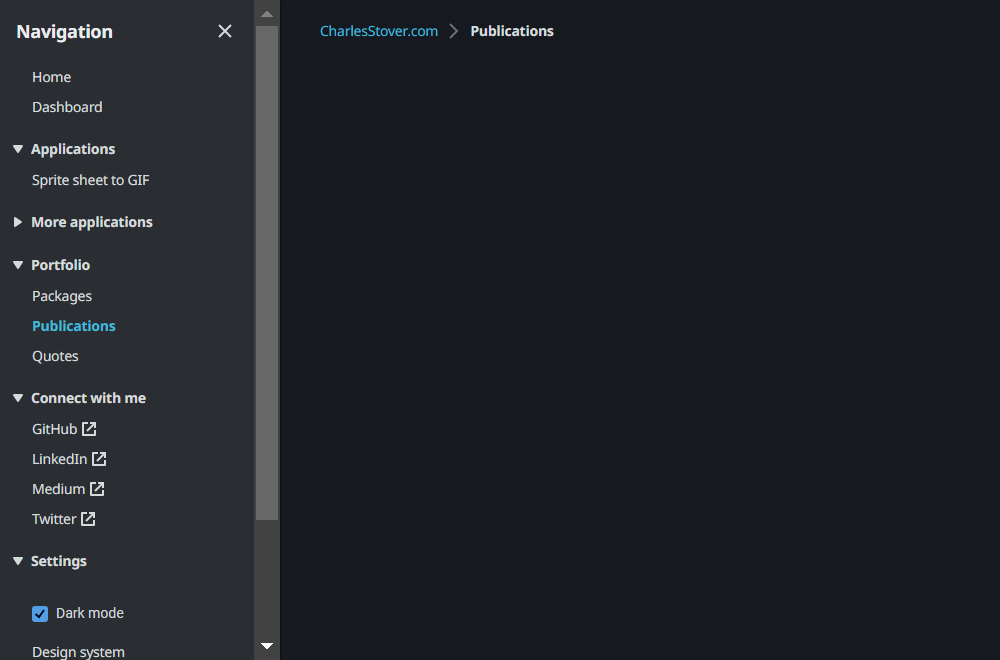 Navigation
Home
Dashboard
Applications
Sprite sheet to GIF
More applications
Portfolio
Packages
Publications
Quotes
Connect with me
GitHub
LinkedIn
Medium
Twitter
Settings
Dark mode
Design system
CharlesStover.com > Publications